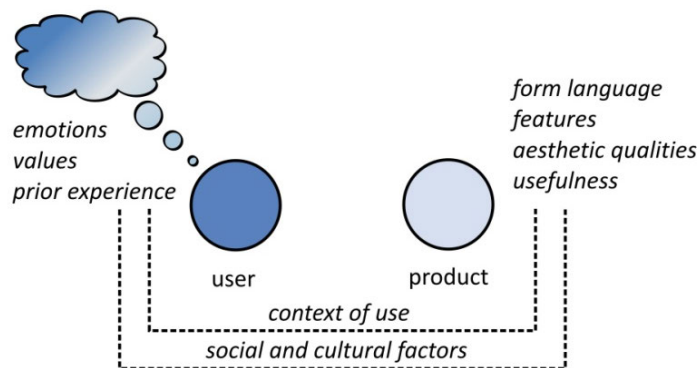 emotions
values
prior experience
form language
features
aesthetic qualities
usefulness
user
product
context of use
social and cultural factors